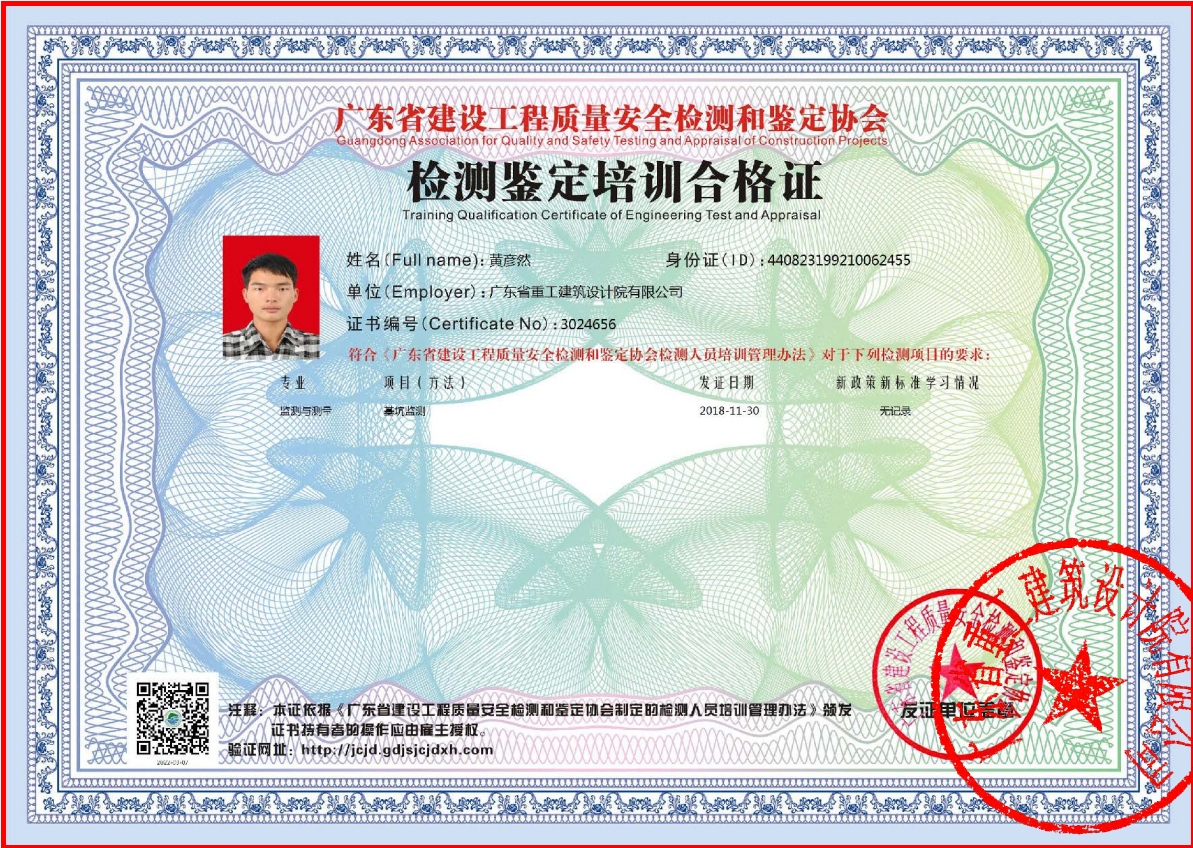 广东省建设工程质量安全检测和鉴定协会
Guangdong Association for Quality and Safety Testing and Appraisal of Construction Projects
检测鉴定培训合格证
Training Qualification Certificate of Engineering Test and Appraisal
姓名(Full name): 黄彦然 身份证(ID): 440823199210062455
单位(Employer): 广东省重工建筑设计院有限公司
证书编号(Certificate No): 3024656
符合《广东省建设工程质量安全检测和鉴定协会检测人员培训管理办法》对于下列检测项目的要求:
专业 项目(方法) 发证日期 新政策新标准学习情况
监测与测量 基坑监测 2018-11-30 无记录
注释: 本证依据《广东省建设工程质量安全检测和鉴定协会制定的检测人员培训管理办法》颁发
证书持有者的操作应由雇主授权。
验证网址: http://jcjd.gdjsjcjdxh.com
发证单位盖章
建筑设计院有限公司